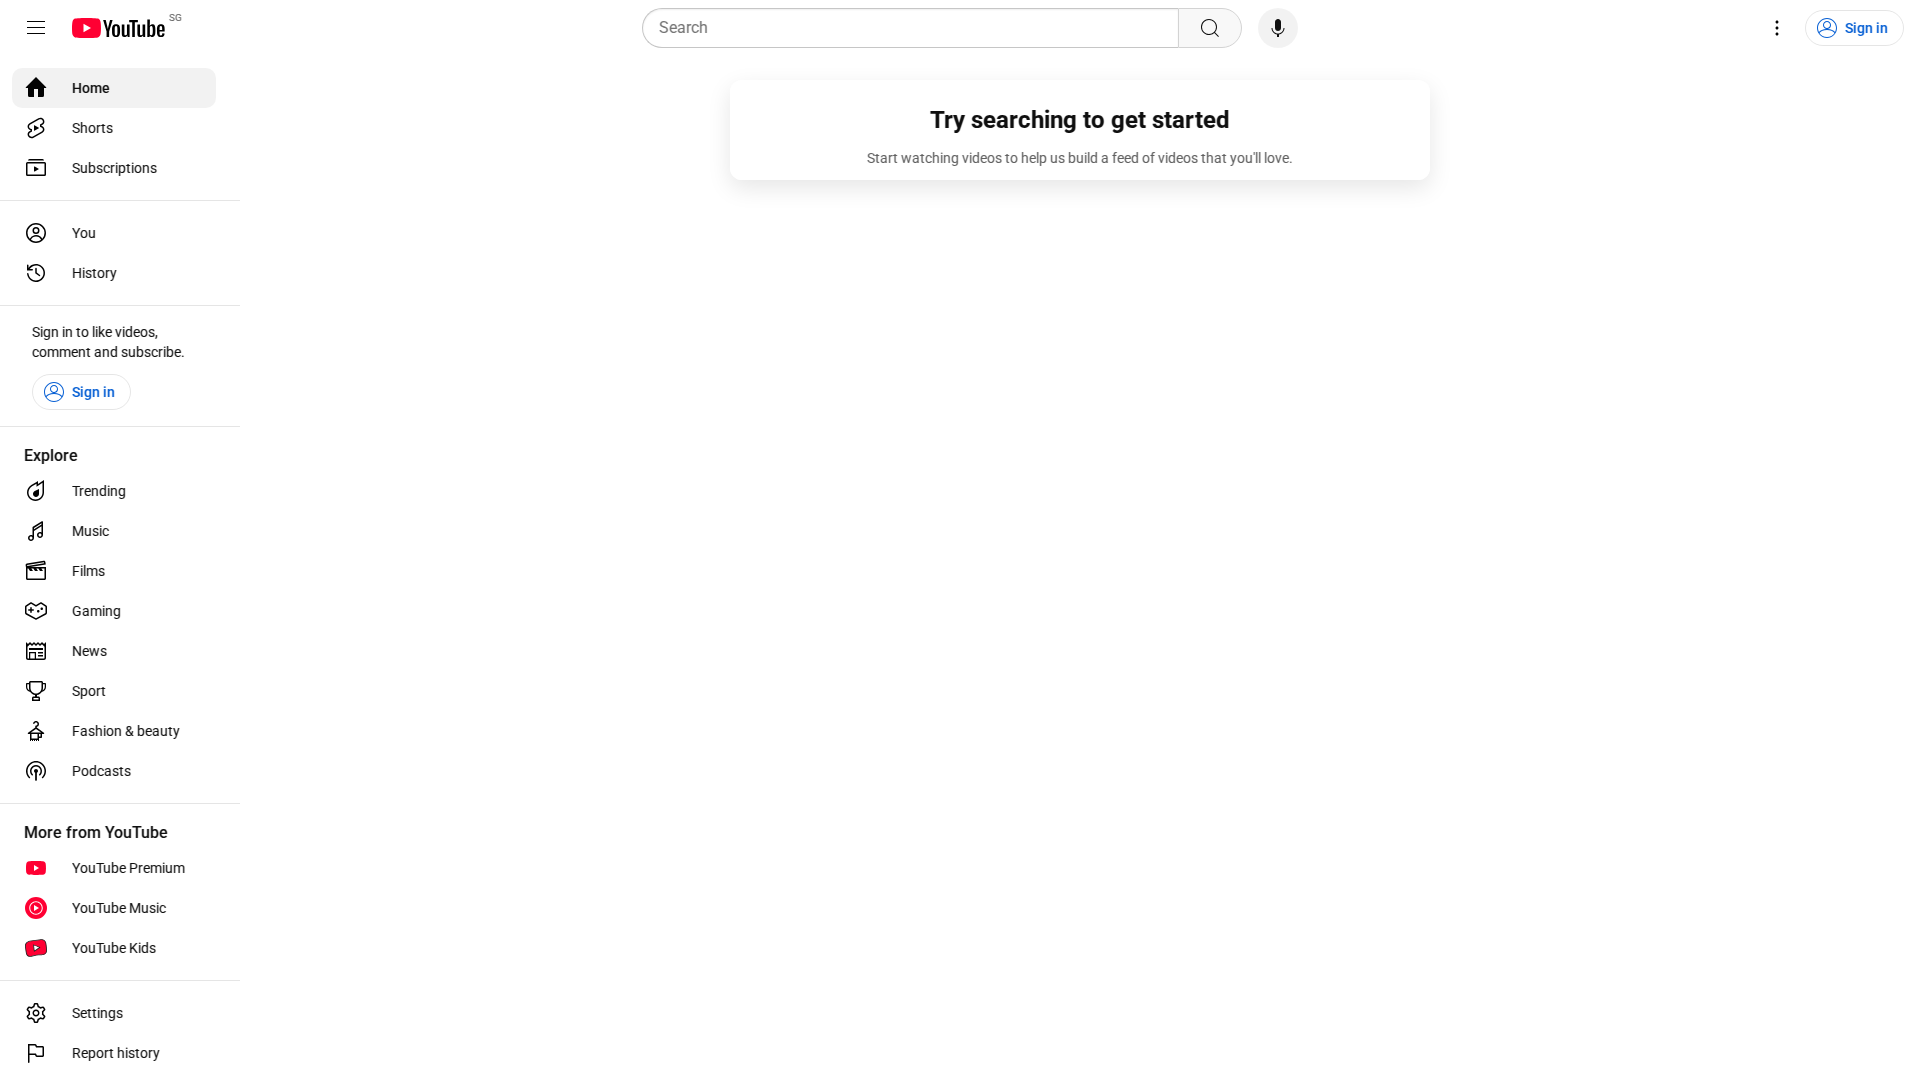 YouTube SG
Search
Sign in
Home
Shorts
Subscriptions
You
History
Sign in to like videos,
comment and subscribe.
Sign in
Explore
Trending
Music
Films
Gaming
News
Sport
Fashion & beauty
Podcasts
More from YouTube
YouTube Premium
YouTube Music
YouTube Kids
Settings
Report history
Try searching to get started
Start watching videos to help us build a feed of videos that you'll love.